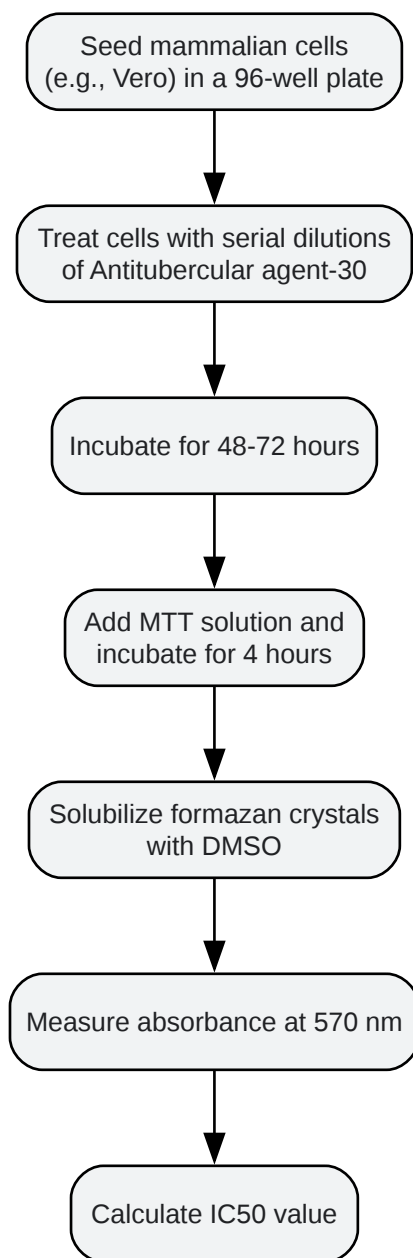 Seed mammalian cells
(e.g., Vero) in a 96-well plate
Treat cells with serial dilutions
of Antitubercular agent-30
Incubate for 48-72 hours
Add MTT solution and
incubate for 4 hours
Solubilize formazan crystals
with DMSO
Measure absorbance at 570 nm
Calculate IC50 value